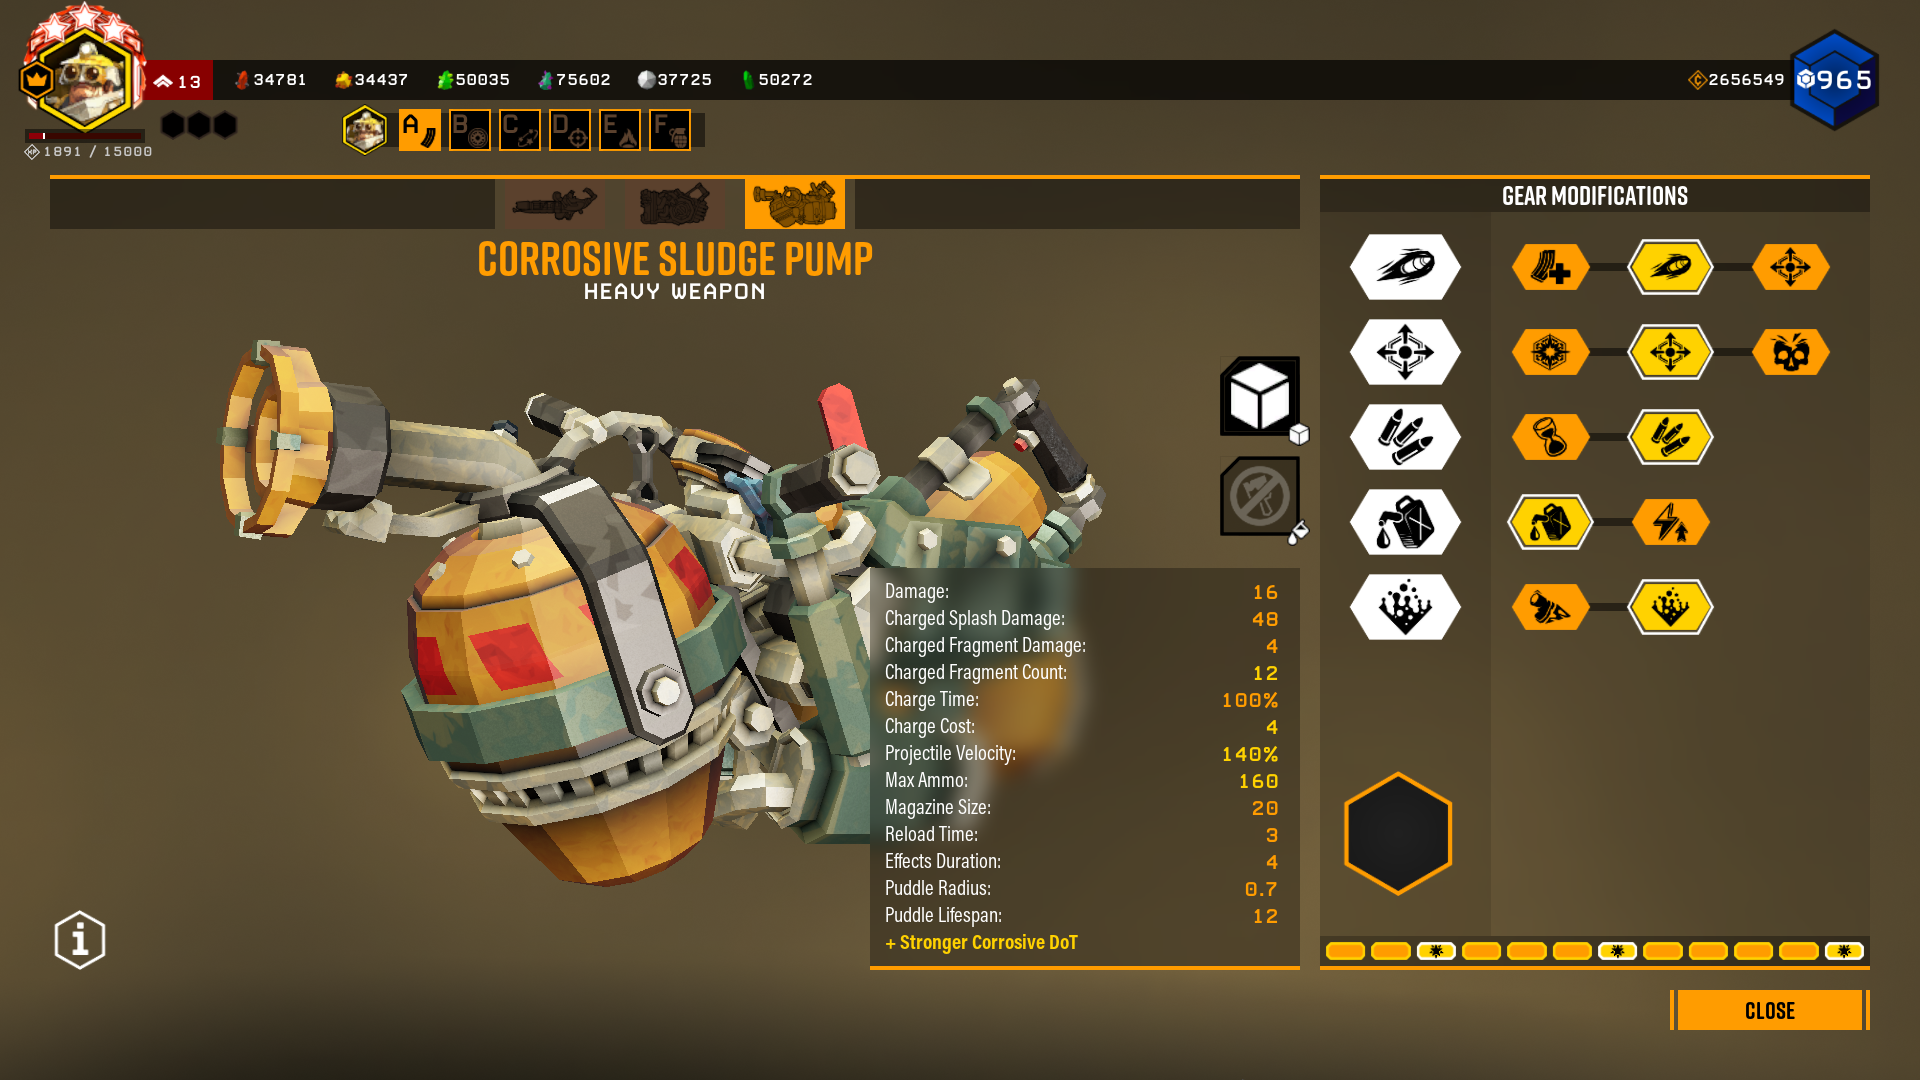 13
34781
34437
50035
75602
37725
50272
2656549
965
1891 / 15000
A
B
C
D
E
F
GEAR MODIFICATIONS
CORROSIVE SLUDGE PUMP
HEAVY WEAPON
Damage: 16
Charged Splash Damage: 48
Charged Fragment Damage: 4
Charged Fragment Count: 12
Charge Time: 100%
Charge Cost: 4
Projectile Velocity: 140%
Max Ammo: 160
Magazine Size: 20
Reload Time: 3
Effects Duration: 4
Puddle Radius: 0.7
Puddle Lifespan: 12
+ Stronger Corrosive DoT
CLOSE